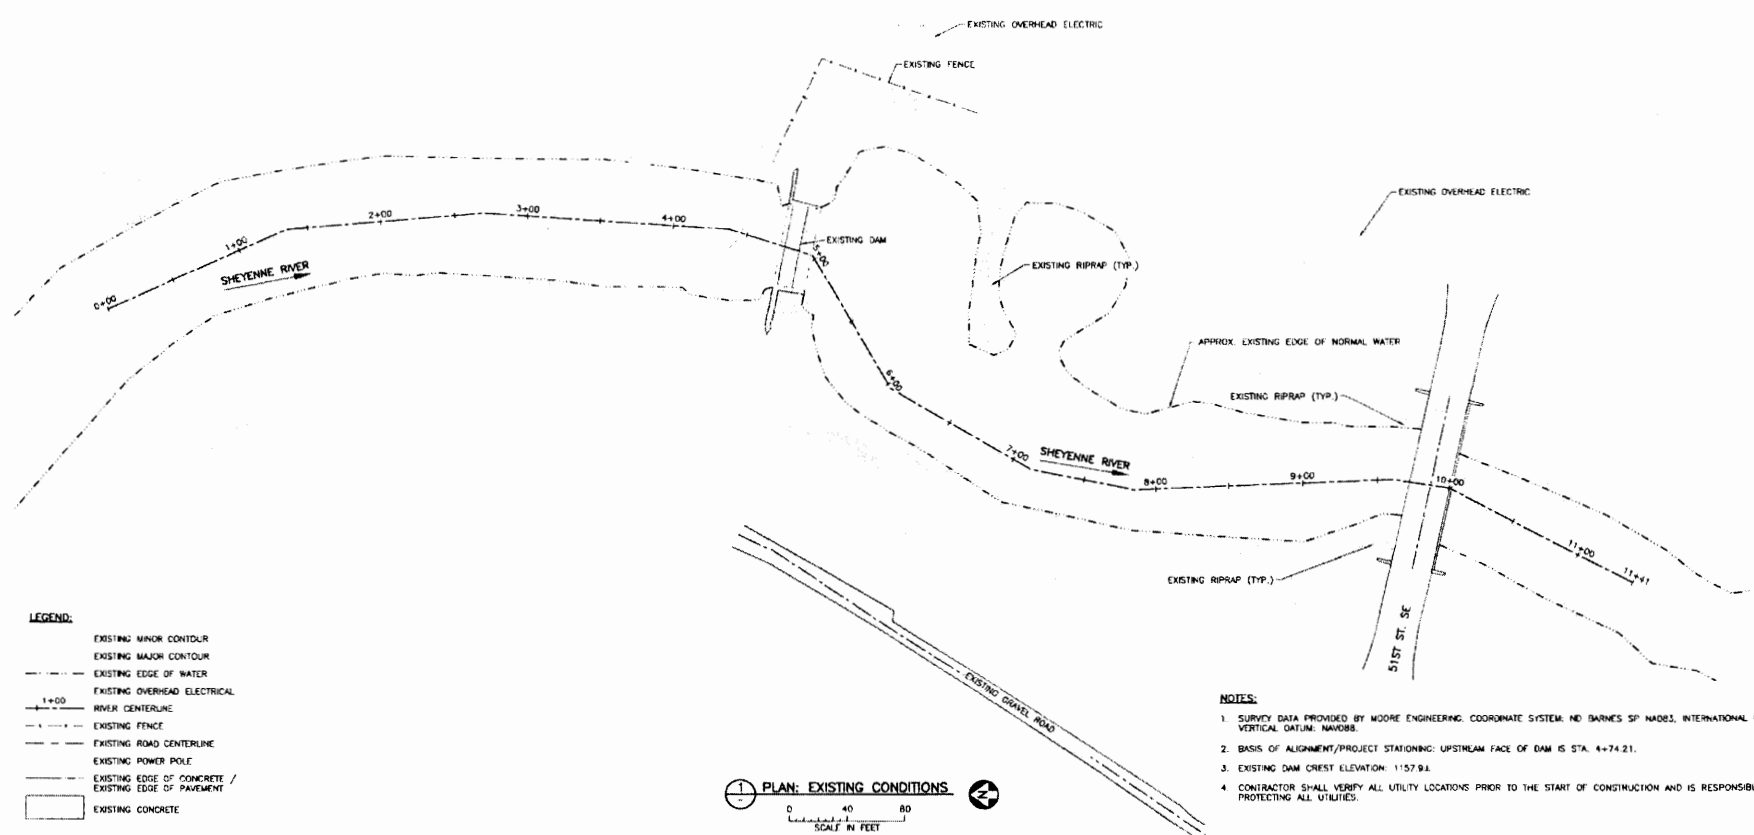 EXISTING OVERHEAD ELECTRIC
EXISTING FENCE
EXISTING OVERHEAD ELECTRIC
0+00
1+00
2+00
3+00
4+00
5+00
SHEYENNE RIVER
EXISTING DAM
EXISTING RIPRAP (TYP.)
APPROX. EXISTING EDGE OF NORMAL WATER
EXISTING RIPRAP (TYP.)
6+00
7+00
SHEYENNE RIVER
8+00
9+00
10+00
11+00
11+41
EXISTING RIPRAP (TYP.)
51ST ST. SE
EXISTING GRAVEL ROAD
LEGEND:
EXISTING MINOR CONTOUR
EXISTING MAJOR CONTOUR
EXISTING EDGE OF WATER
EXISTING OVERHEAD ELECTRICAL
1+00
RIVER CENTERLINE
EXISTING FENCE
EXISTING ROAD CENTERLINE
EXISTING POWER POLE
EXISTING EDGE OF CONCRETE /
EXISTING EDGE OF PAVEMENT
EXISTING CONCRETE
1
PLAN: EXISTING CONDITIONS
Z
0 40 80
SCALE IN FEET
NOTES:
1. SURVEY DATA PROVIDED BY MOORE ENGINEERING. COORDINATE SYSTEM: ND BARNES SP NAD83, INTERNATIONAL
VERTICAL DATUM: NAVD88.
2. BASIS OF ALIGNMENT/PROJECT STATIONING: UPSTREAM FACE OF DAM IS STA. 4+74.21.
3. EXISTING DAM CREST ELEVATION: 1157.9
4. CONTRACTOR SHALL VERIFY ALL UTILITY LOCATIONS PRIOR TO THE START OF CONSTRUCTION AND IS
PROTECTING ALL UTILITIES.